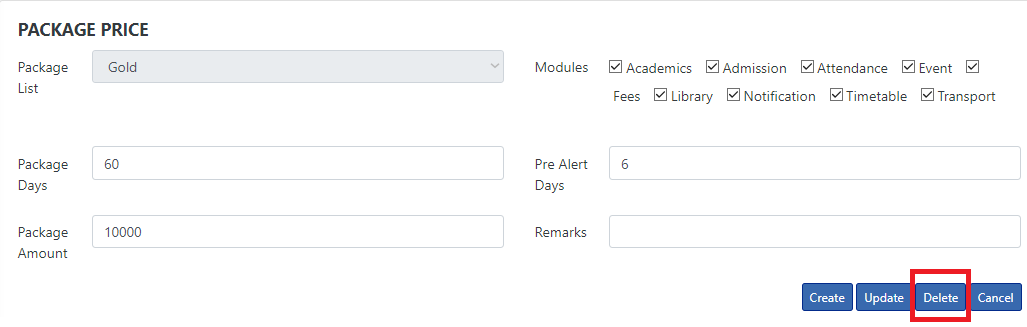 PACKAGE PRICE
Package List
Gold
Modules
Academics Admission Attendance Event
Fees Library Notification Timetable Transport
Package Days
60
Pre Alert Days
6
Package Amount
10000
Remarks
Create Update Delete Cancel